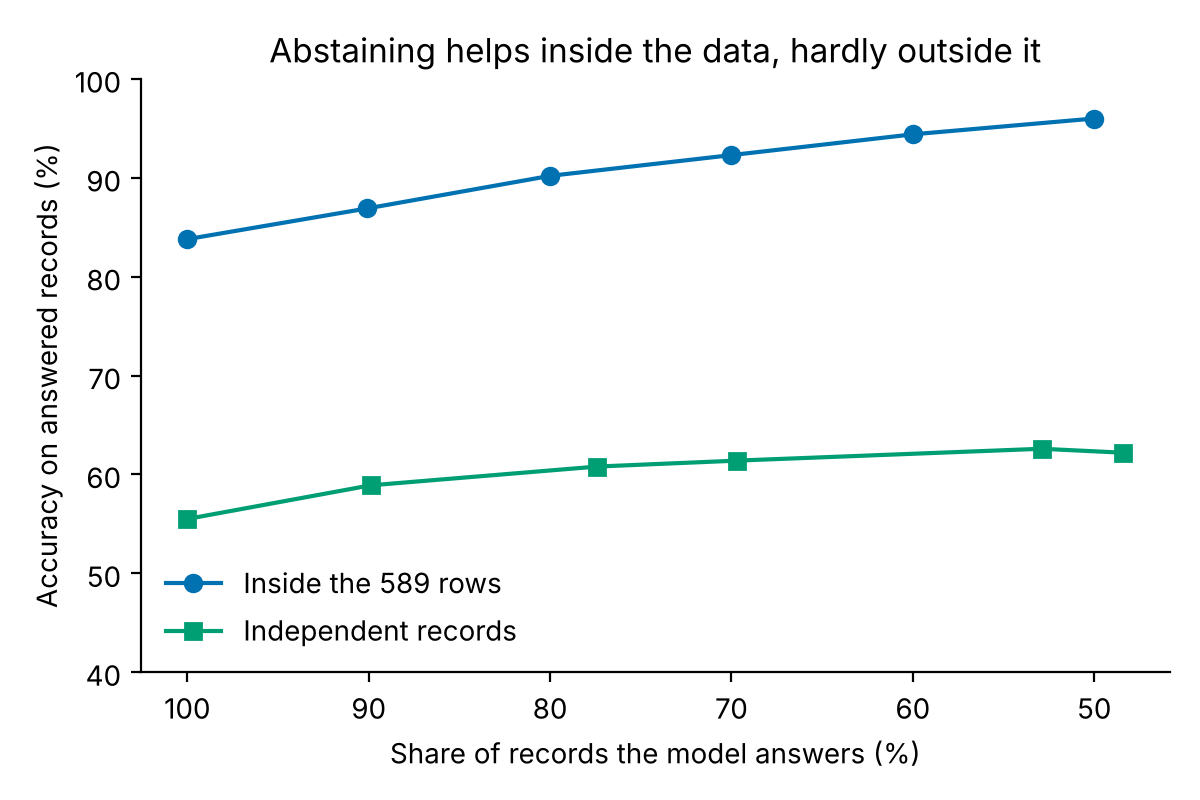 Abstaining helps inside the data, hardly outside it
Accuracy on answered records (%)
100
90
80
70
60
50
40
Inside the 589 rows
Independent records
100
90
80
70
60
50
Share of records the model answers (%)